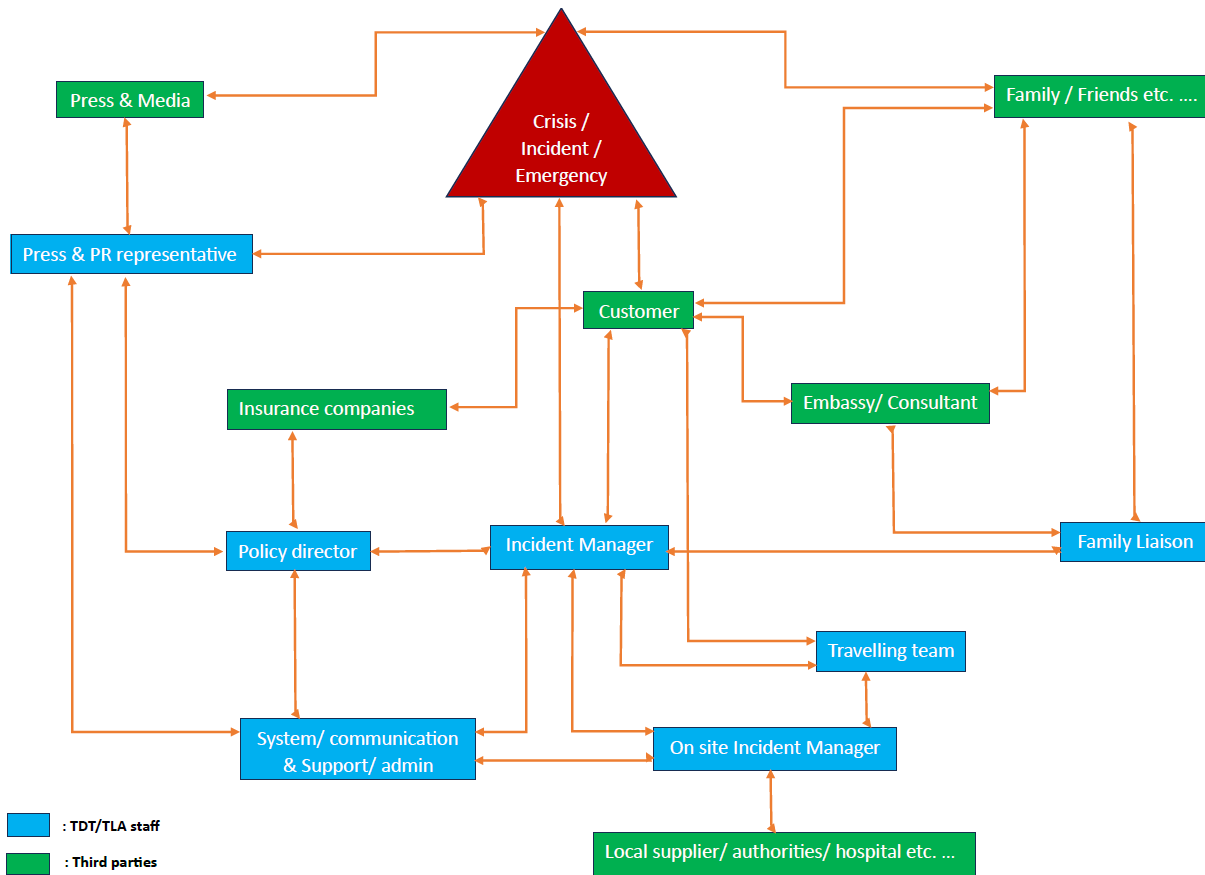 Press & Media
Crisis /
Incident /
Emergency
Family / Friends etc. ....
Press & PR representative
Customer
Insurance companies
Embassy/ Consultant
Policy director
Incident Manager
Family Liaison
Travelling team
System/ communication
& Support/ admin
On site Incident Manager
: TDT/TLA staff
Local supplier/ authorities/ hospital etc. ...
: Third parties